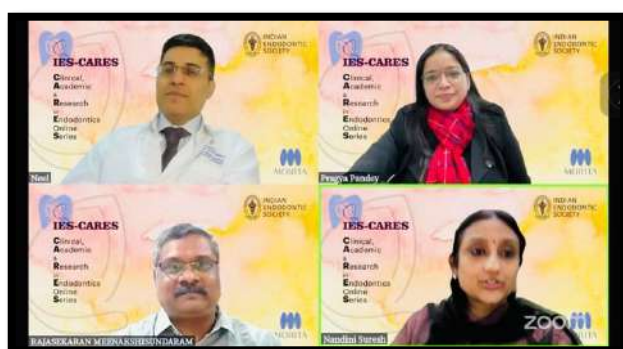 IES-CARES
Clinical,
Academic
&
Research
in
Endodontics
Online
Series
INDIAN
ENDODONTIC
SOCIETY
MORITA
Neel
IES-CARES
Clinical,
Academic
&
Research
in
Endodontics
Online
Series
INDIAN
ENDODONTIC
SOCIETY
MORITA
Pragya Pandey
IES-CARES
Clinical,
Academic
&
Research
in
Endodontics
Online
Series
INDIAN
ENDODONTIC
SOCIETY
MORITA
RAJASEKARAN MEENAKSHISUNDARAM
IES-CARES
Clinical,
Academic
&
Research
in
Endodontics
Online
Series
INDIAN
ENDODONTIC
SOCIETY
Nandini Suresh
zoom